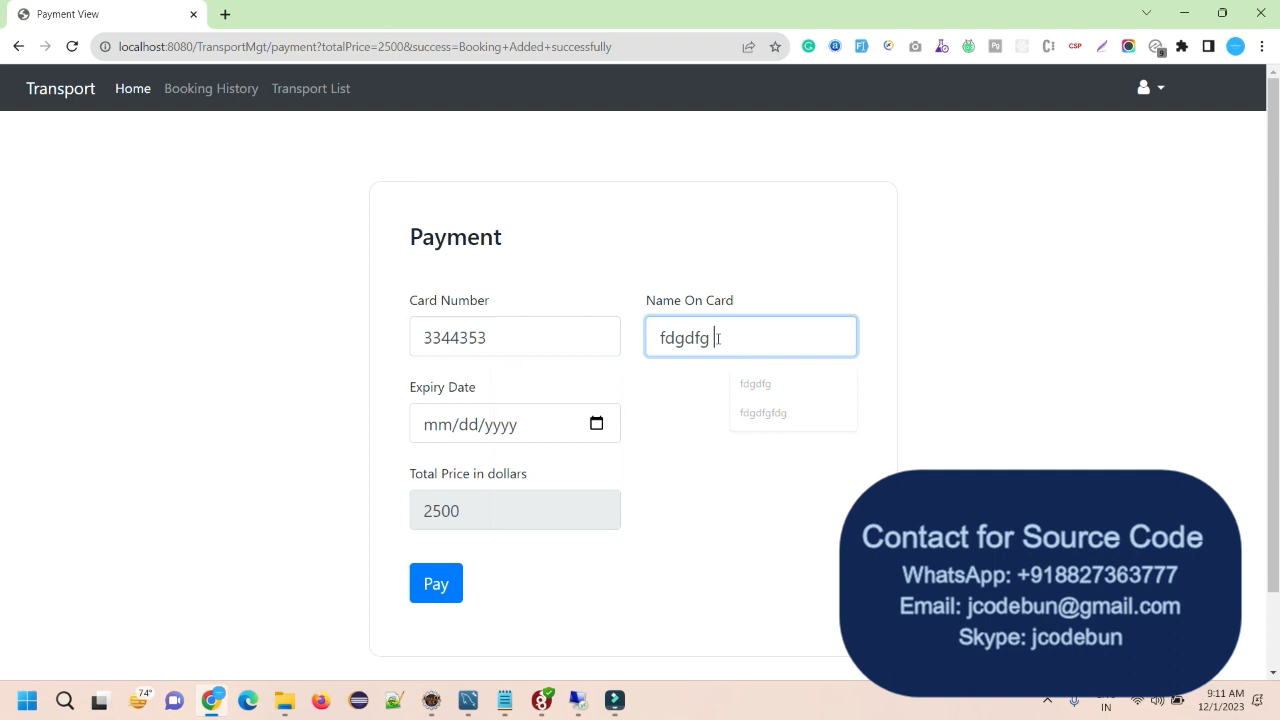 Payment View
localhost:8080/TransportMgt/payment?totalPrice=2500&success=Booking+Added+successfully
Transport Home Booking History Transport List
Payment
Card Number Name On Card
3344353 fdgdfg
Expiry Date
fdgdfg
fdgdfgfdg
mm/dd/yyyy
Total Price in dollars
2500
Pay
Contact for Source Code
WhatsApp: +918827363777
Email: jcodebun@gmail.com
Skype: jcodebun
74°
IN
9:11 AM
12/1/2023